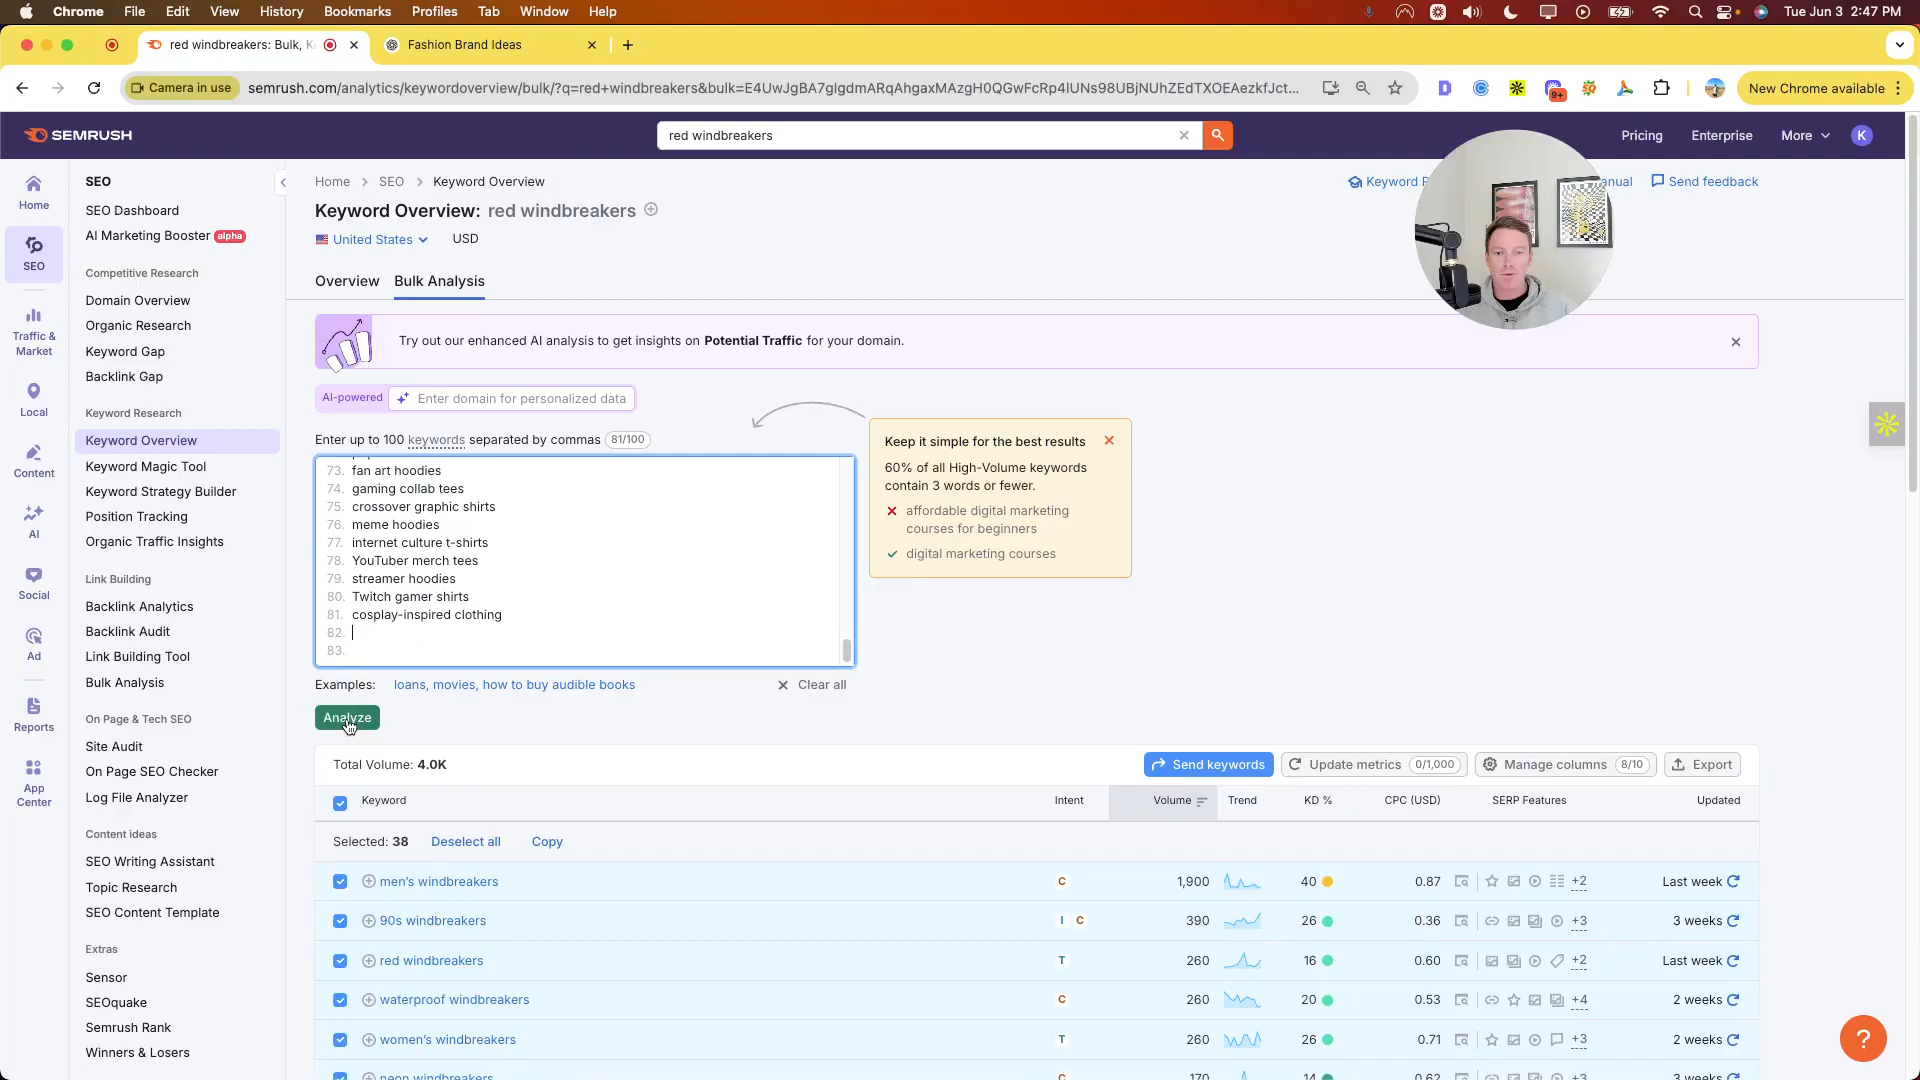 Chrome File Edit View History Bookmarks Profiles Tab Window Help
Tue Jun 3 2:47 PM
red windbreakers: Bulk, K
Fashion Brand Ideas
Camera in use
semrush.com/analytics/keywordoverview/bulk/?q=red+windbreakers&bulk=E4UwJgBA7glgdmARqAhgaxMAzgH0QGwFcRp4lUNs98UBjNUhZEdTXOEAezkfJct...
9+
New Chrome available
SEMRUSH
red windbreakers
Pricing
Enterprise
More
K
Home
SEO
Traffic & Market
Local
Content
AI
Social
Ad
Reports
App Center
SEO
SEO Dashboard
AI Marketing Booster alpha
Competitive Research
Domain Overview
Organic Research
Keyword Gap
Backlink Gap
Keyword Research
Keyword Overview
Keyword Magic Tool
Keyword Strategy Builder
Position Tracking
Organic Traffic Insights
Link Building
Backlink Analytics
Backlink Audit
Link Building Tool
Bulk Analysis
On Page & Tech SEO
Site Audit
On Page SEO Checker
Log File Analyzer
Content ideas
SEO Writing Assistant
Topic Research
SEO Content Template
Extras
Sensor
SEOquake
Semrush Rank
Winners & Losers
Home > SEO > Keyword Overview
Keyword anual
Send feedback
Keyword Overview: red windbreakers
United States
USD
Overview
Bulk Analysis
Try out our enhanced AI analysis to get insights on Potential Traffic for your domain.
AI-powered
Enter domain for personalized data
Enter up to 100 keywords separated by commas 81/100
73. fan art hoodies
74. gaming collab tees
75. crossover graphic shirts
76. meme hoodies
77. internet culture t-shirts
78. YouTuber merch tees
79. streamer hoodies
80. Twitch gamer shirts
81. cosplay-inspired clothing
82.
83.
Keep it simple for the best results
60% of all High-Volume keywords
contain 3 words or fewer.
affordable digital marketing
courses for beginners
digital marketing courses
Examples: loans, movies, how to buy audible books
Clear all
Analyze
Total Volume: 4.0K
Send keywords
Update metrics 0/1,000
Manage columns 8/10
Export
Keyword Intent Volume Trend KD % CPC (USD) SERP Features Updated
Selected: 38 Deselect all Copy
men's windbreakers C 1,900 40 0.87 +2 Last week
90s windbreakers I C 390 26 0.36 +3 3 weeks
red windbreakers T 260 16 0.60 +2 Last week
waterproof windbreakers C 260 20 0.53 +4 2 weeks
women's windbreakers T 260 26 0.71 +3 2 weeks
neon windbreakers C 170 14 0.62 +3 3 weeks
?